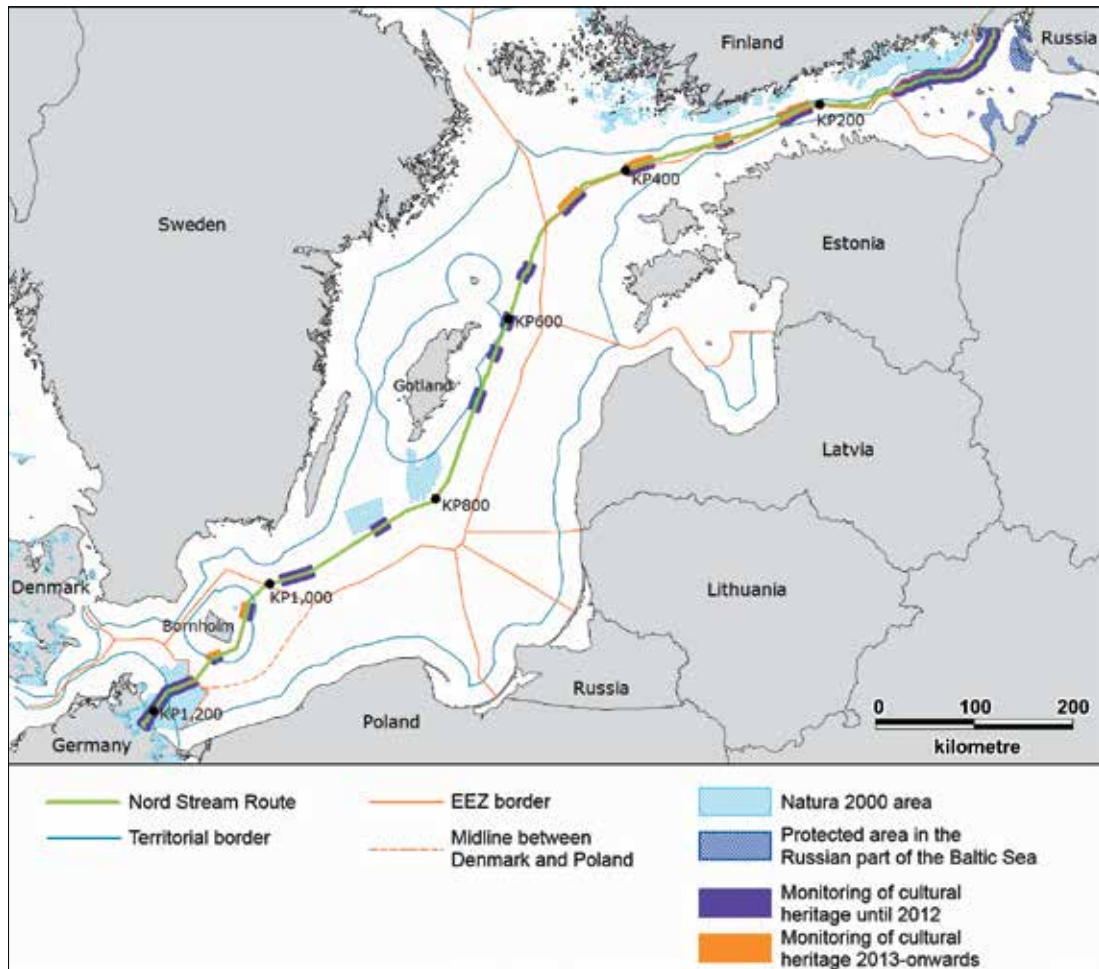 Finland
Russia
KP200
KP400
Sweden
Estonia
KP600
Gotland
Latvia
KP800
Denmark
KP1,000
Lithuania
Bornholm
Russia
KP1,200
Poland
Germany
0 100 200
kilometre
Nord Stream Route
Territorial border
EEZ border
Midline between
Denmark and Poland
Natura 2000 area
Protected area in the
Russian part of the Baltic Sea
Monitoring of cultural
heritage until 2012
Monitoring of cultural
heritage 2013-onwards